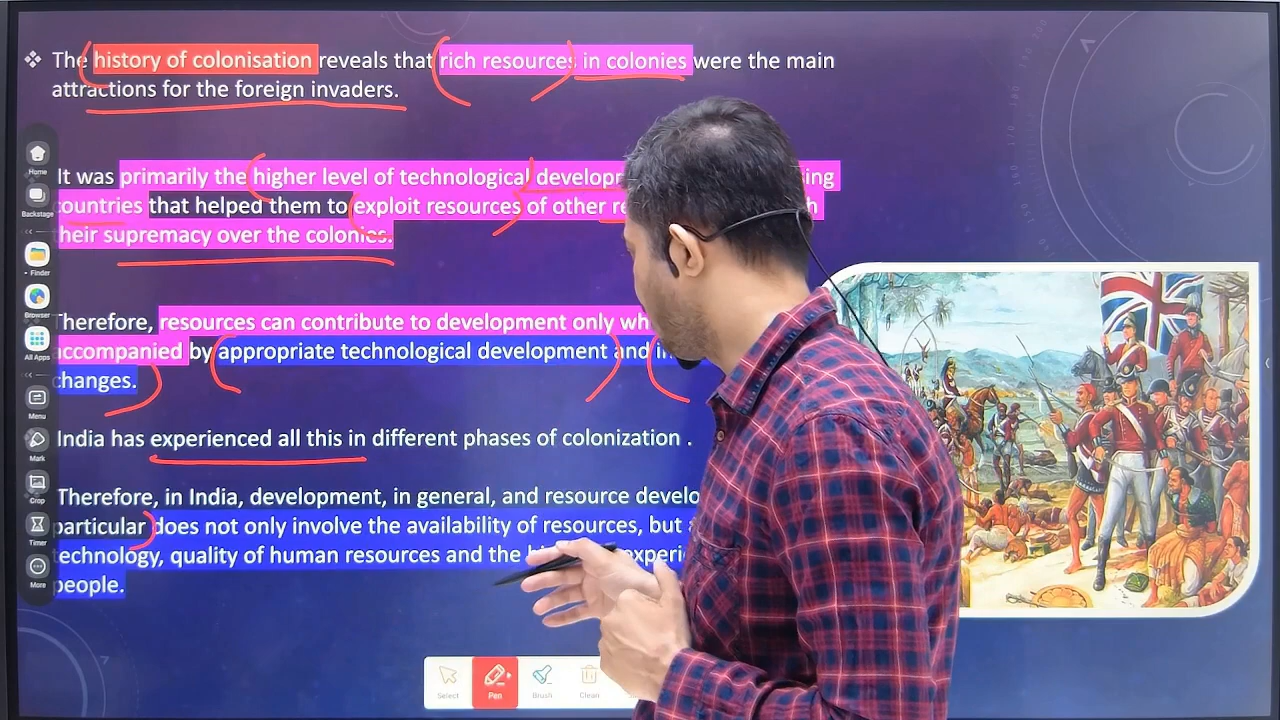 ❖ The history of colonisation reveals that rich resources in colonies were the main
attractions for the foreign invaders.
It was primarily the higher level of technological
countries that helped them to exploit resources of other
their supremacy over the colonies.
Therefore, resources can contribute to development only
accompanied by appropriate technological development and
changes.
India has experienced all this in different phases of colonization .
Therefore, in India, development, in general, and resource
particular does not only involve the availability of resources, but
technology, quality of human resources and the
people.
Home
Backstage
Finder
Browser
All Apps
Menu
Mark
Crop
Timer
More
Select
Pen
Brush
Clean